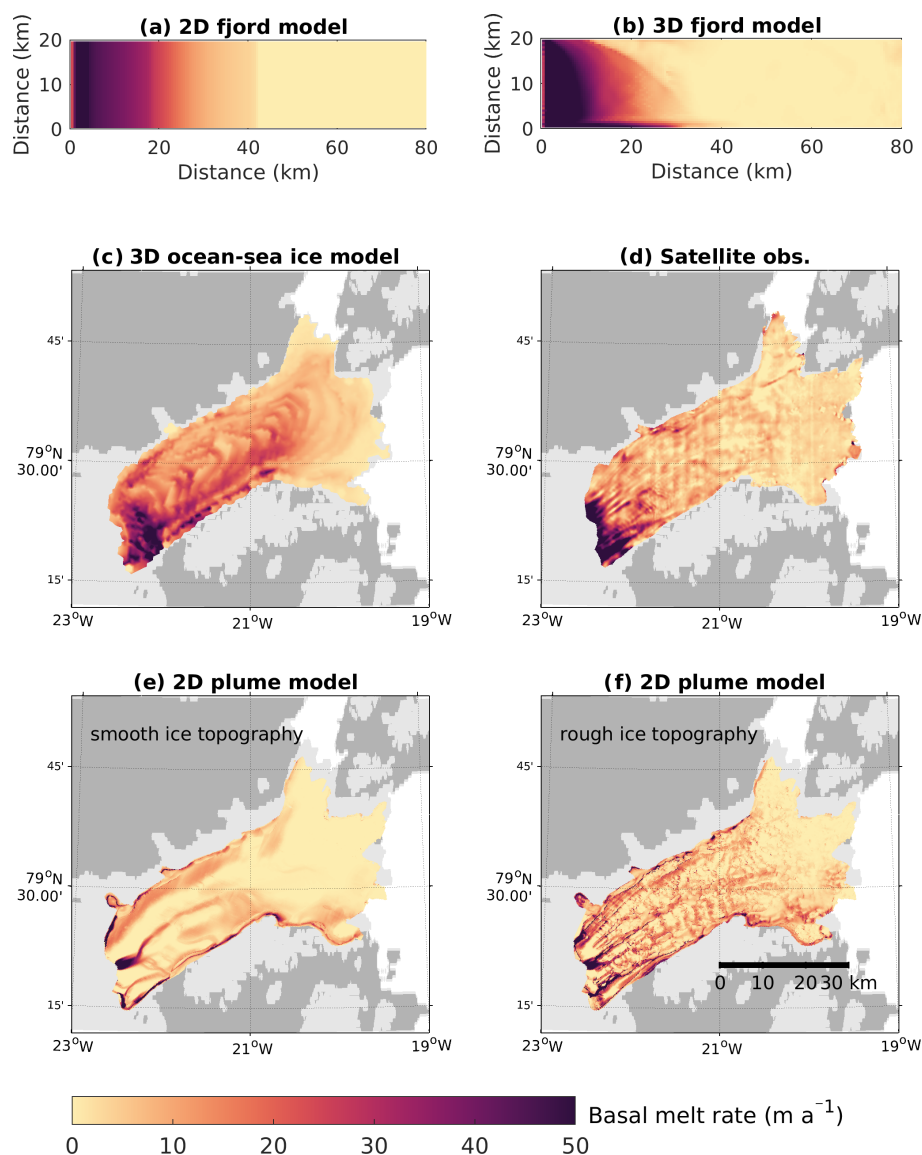 (a) 2D fjord model
(b) 3D fjord model
Distance (km)
20
10
0
0 20 40 60 80
Distance (km)
Distance (km)
20
10
0
0 20 40 60 80
Distance (km)
(c) 3D ocean-sea ice model
45'
79°N
30.00'
15'
23°W 21°W 19°W
(d) Satellite obs.
45'
79°N
30.00'
15'
23°W 21°W 19°W
(e) 2D plume model
smooth ice topography
45'
79°N
30.00'
15'
23°W 21°W 19°W
(f) 2D plume model
rough ice topography
45'
79°N
30.00'
15'
0 10 20 30 km
23°W 21°W 19°W
Basal melt rate (m a⁻¹)
0 10 20 30 40 50